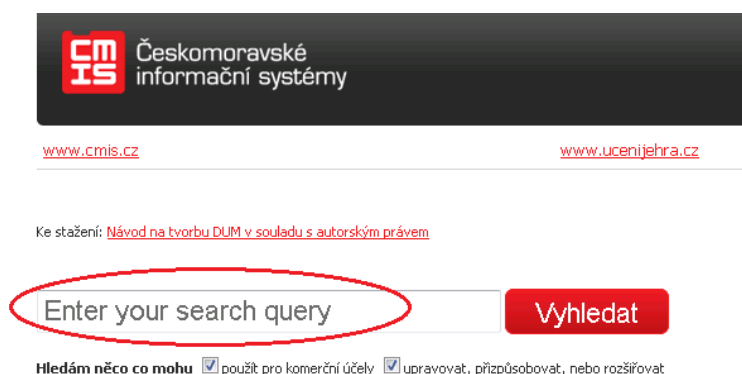 CM
IS
Českomoravské
informační systémy
www.cmis.cz
www.ucenijehra.cz
Ke stažení: Návod na tvorbu DUM v souladu s autorským právem
Enter your search query
Vyhledat
Hledám něco co mohu použít pro komerční účely upravovat, přizpůsobovat, nebo rozšiřovat